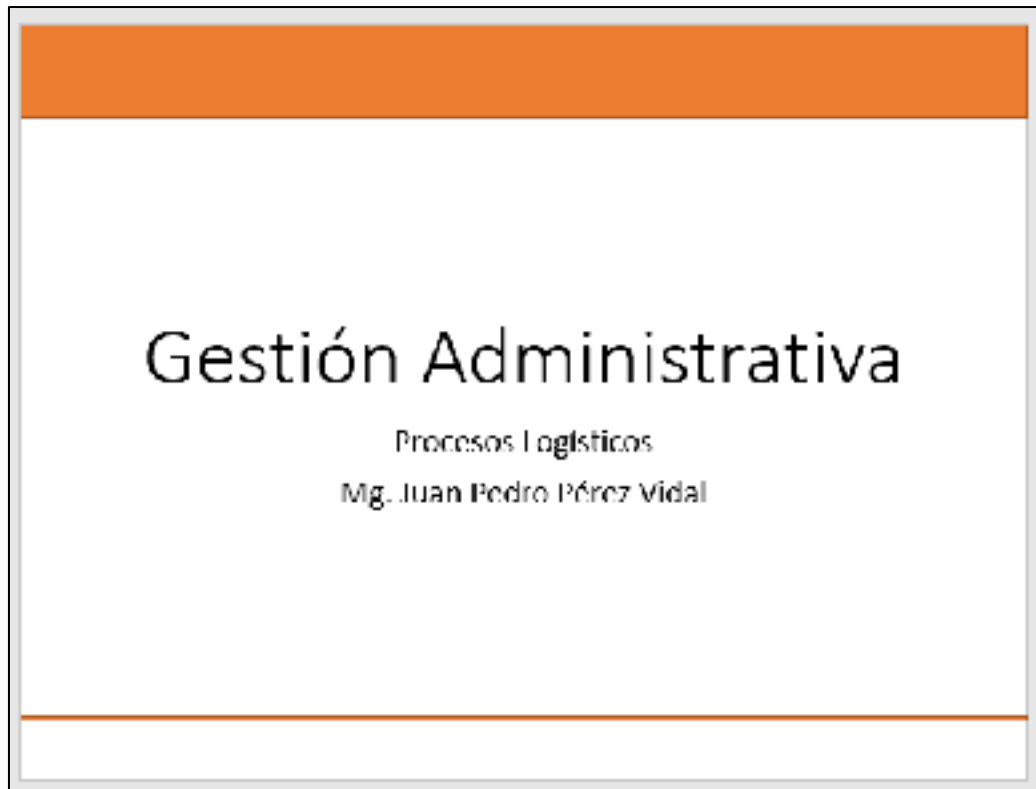 Gestión Administrativa
Procesos Logísticos
Mg. Juan Pedro Pérez Vidal